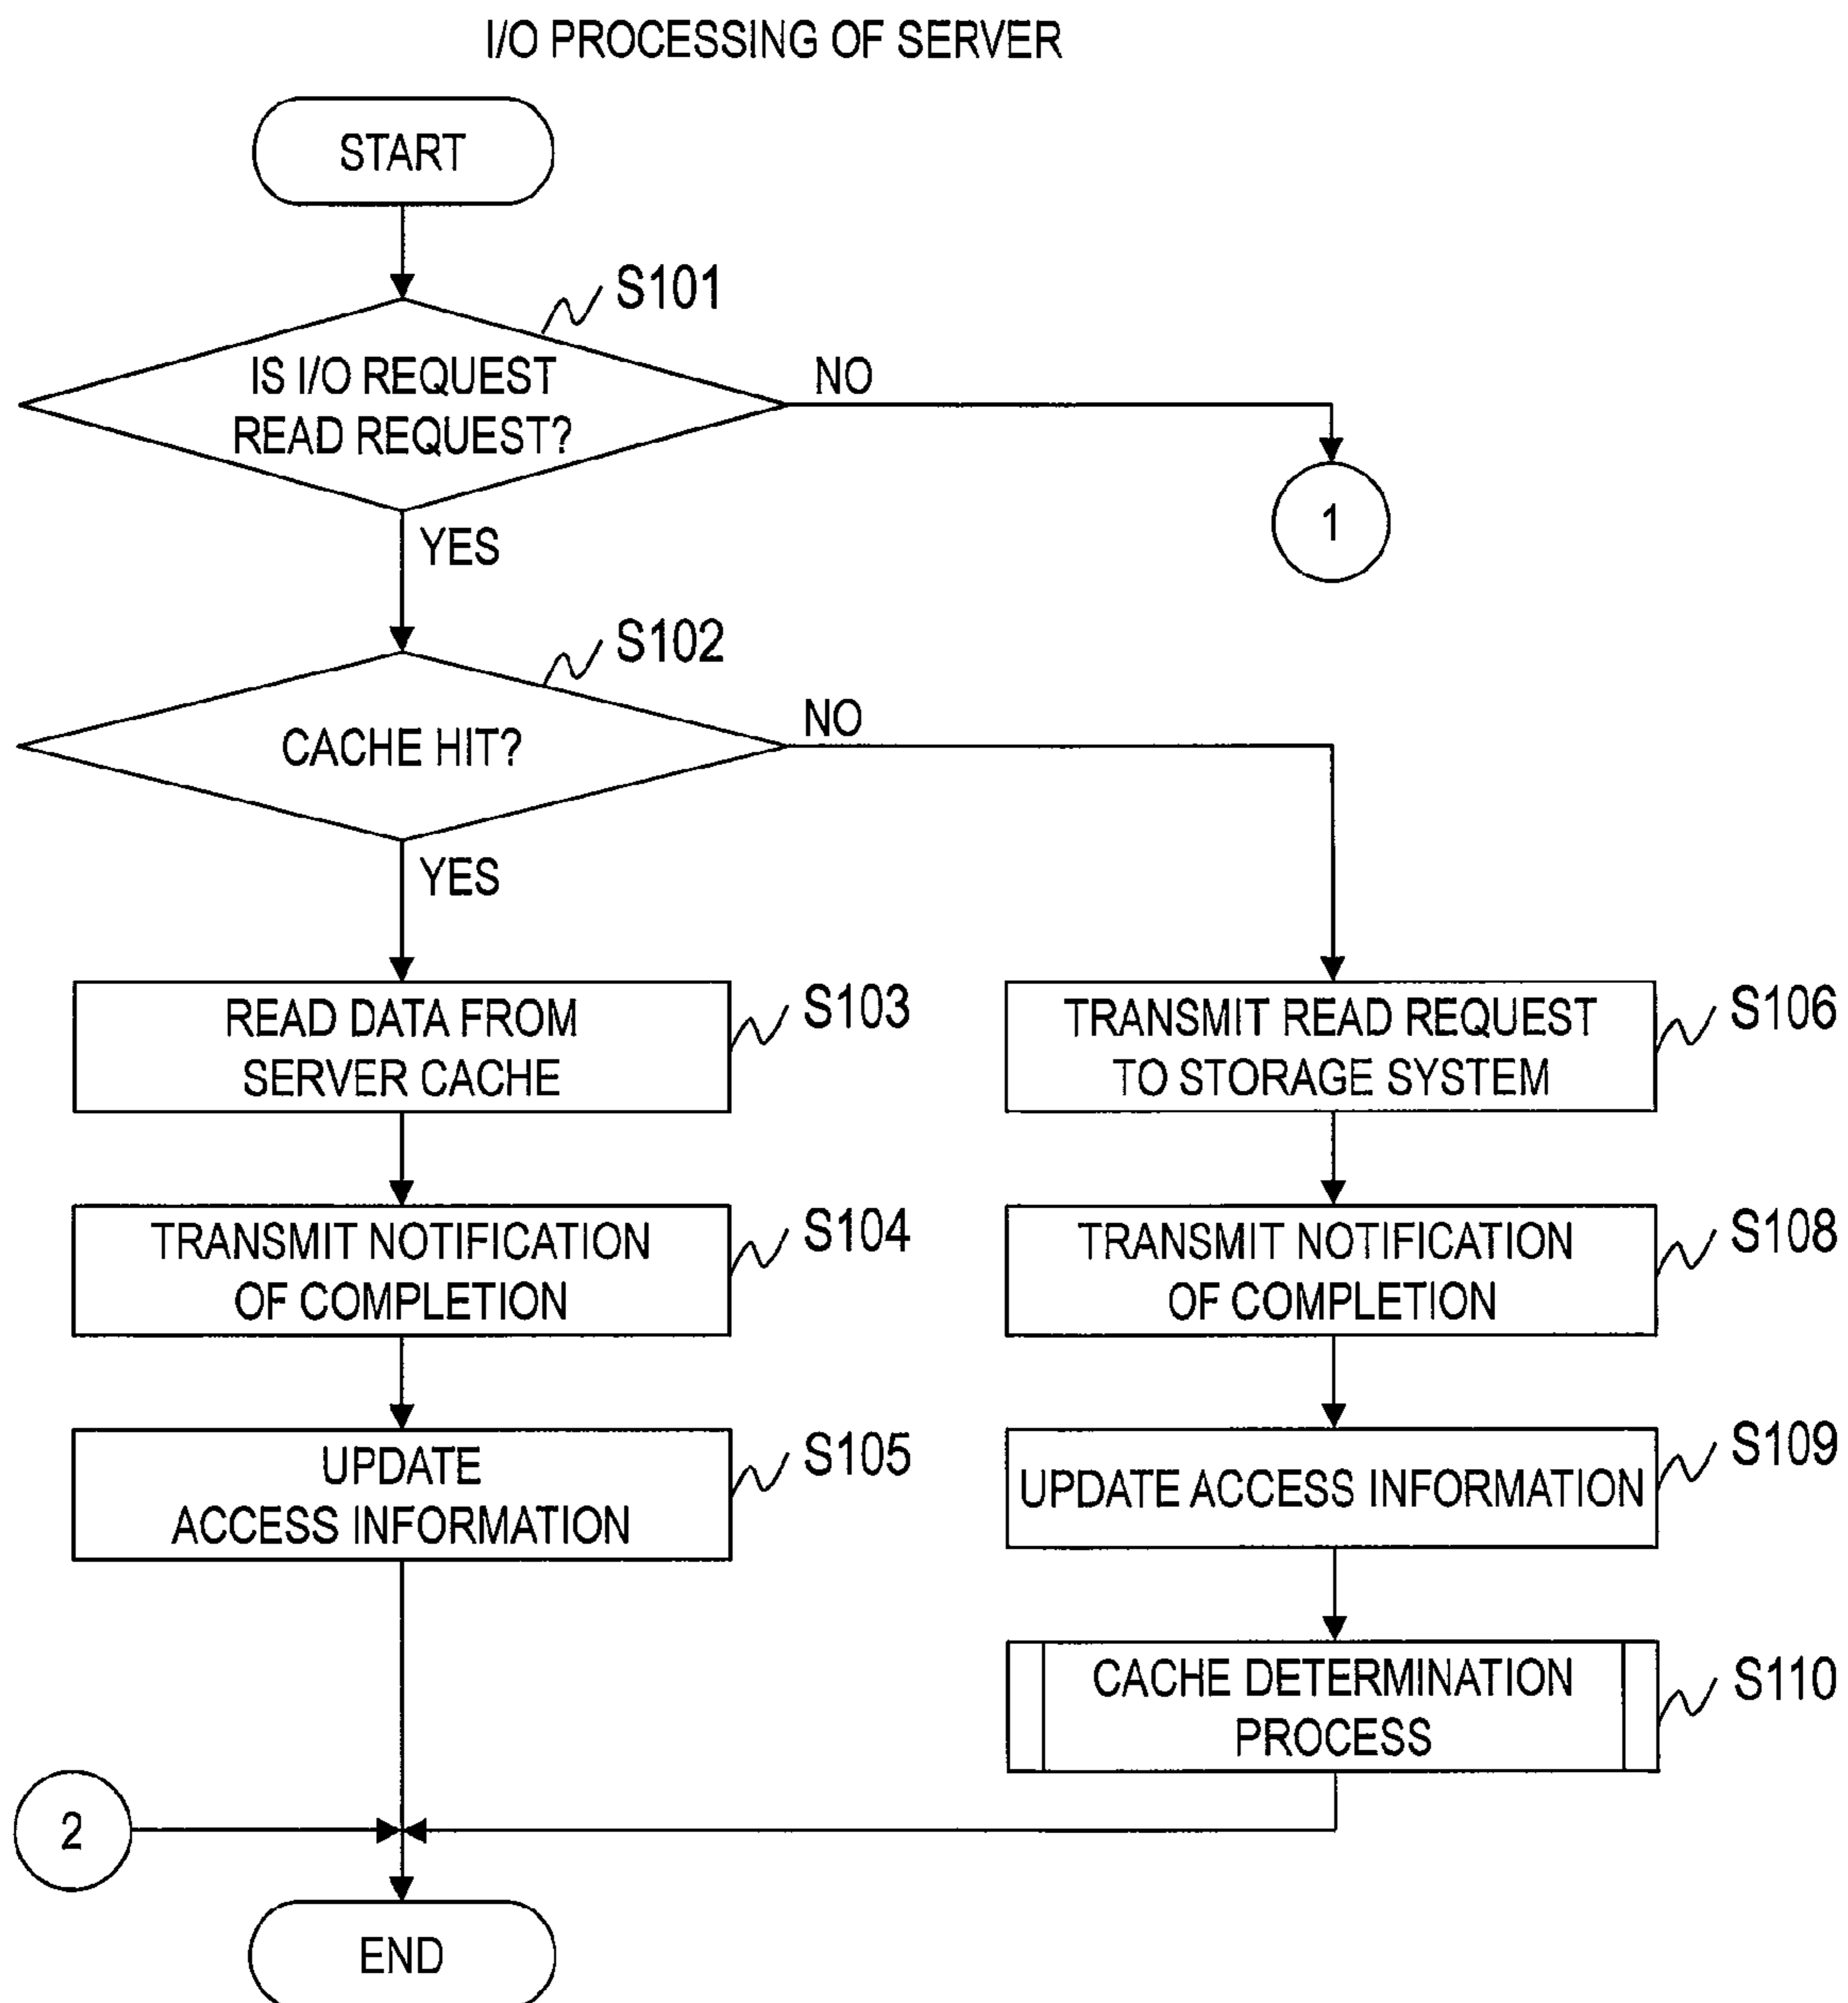 I/O PROCESSING OF SERVER
START
S101
IS I/O REQUEST
READ REQUEST?
NO
1
YES
S102
CACHE HIT?
NO
YES
READ DATA FROM
SERVER CACHE
S103
TRANSMIT READ REQUEST
TO STORAGE SYSTEM
S106
TRANSMIT NOTIFICATION
OF COMPLETION
S104
TRANSMIT NOTIFICATION
OF COMPLETION
S108
UPDATE
ACCESS INFORMATION
S105
UPDATE ACCESS INFORMATION
S109
CACHE DETERMINATION
PROCESS
S110
2
END